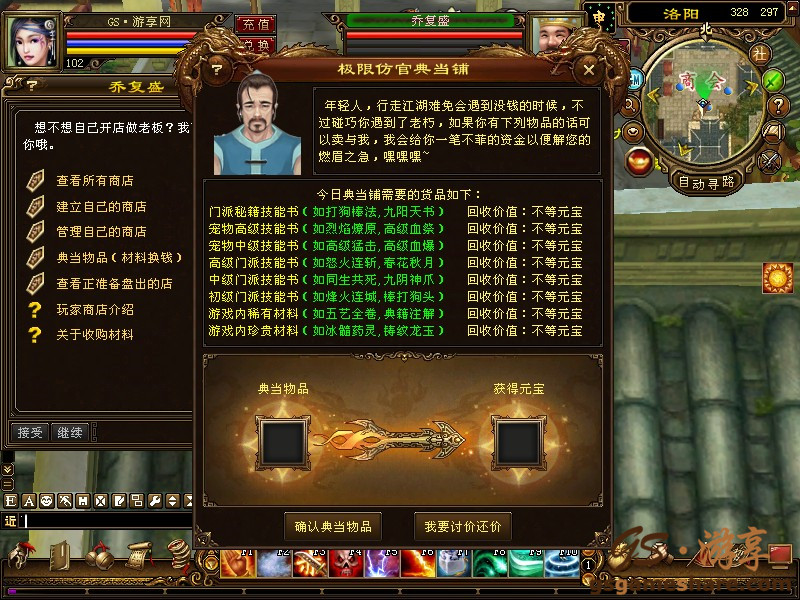 GS·游享网
充值
兑换
102
乔复盛
申
洛阳
328 297
北
社
商会
自动寻路
乔复盛
想不想自己开店做老板？我
你哦。
查看所有商店
建立自己的商店
管理自己的商店
典当物品（材料换钱）
查看正准备盘出的店
玩家商店介绍
关于收购材料
接受
继续
极限仿官典当铺
年轻人，行走江湖难免会遇到没钱的时候，不
过碰巧你遇到了老朽，如果你有下列物品的话可
以卖与我，我会给你一笔不菲的资金以便解您的
燃眉之急，嘿嘿嘿~
今日典当铺需要的货品如下：
门派秘籍技能书（如打狗棒法,九阳天书） 回收价值：不等元宝
宠物高级技能书（如烈焰燎原,高级血祭） 回收价值：不等元宝
宠物中级技能书（如高级猛击,高级血爆） 回收价值：不等元宝
高级门派技能书（如怒火连斩,春花秋月） 回收价值：不等元宝
中级门派技能书（如同生共死,九阴神爪） 回收价值：不等元宝
初级门派技能书（如烽火连城,棒打狗头） 回收价值：不等元宝
游戏内稀有材料（如五艺全卷,典籍注解） 回收价值：不等元宝
游戏内珍贵材料（如冰髓药灵,铸纹龙玉） 回收价值：不等元宝
典当物品
获得元宝
确认典当物品
我要讨价还价
近:
F1 F2 F3 F4 F5 F6 F7 F8 F9 F10
1
GS·游享